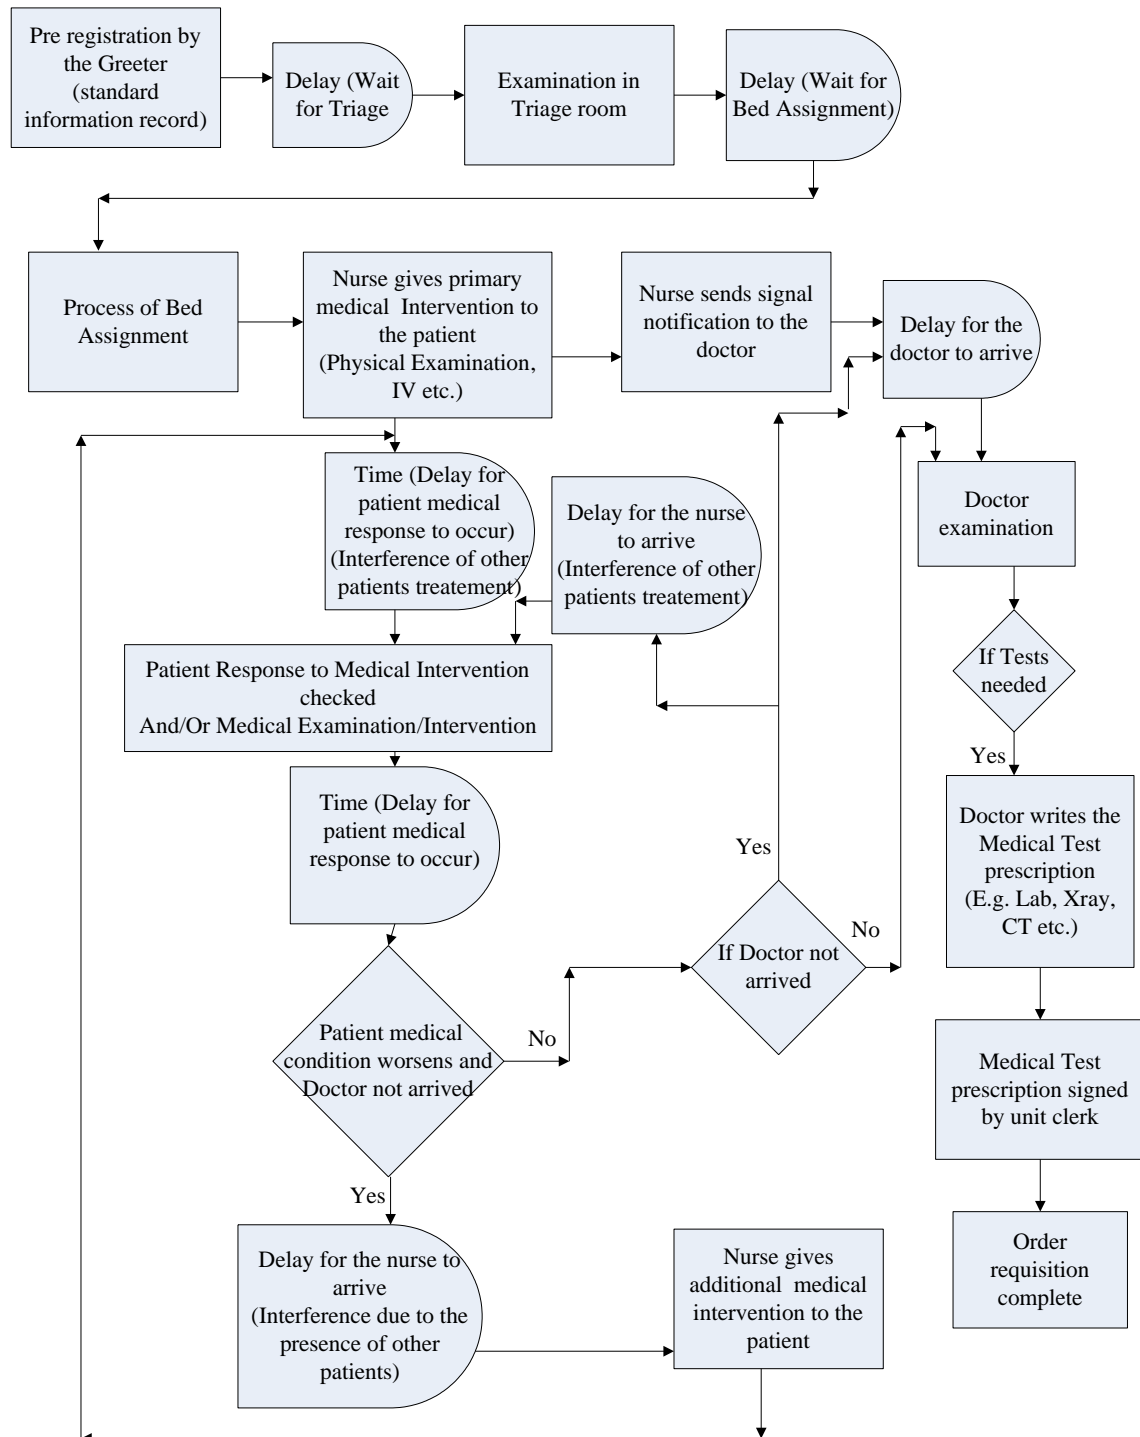 Pre registration by
the Greeter
(standard
information record)
Delay (Wait
for Triage
Examination in
Triage room
Delay (Wait for
Bed Assignment)
Process of Bed
Assignment
Nurse gives primary
medical Intervention to
the patient
(Physical Examination,
IV etc.)
Nurse sends signal
notification to the
doctor
Delay for the
doctor to arrive
Time (Delay for
patient medical
response to occur)
(Interference of other
patients treatement)
Delay for the nurse
to arrive
(Interference of other
patients treatement)
Doctor
examination
Patient Response to Medical Intervention
checked
And/Or Medical Examination/Intervention
If Tests
needed
Yes
Time (Delay for
patient medical
response to occur)
Doctor writes the
Medical Test
prescription
(E.g. Lab, Xray,
CT etc.)
Yes
If Doctor not
arrived
No
Patient medical
condition worsens and
Doctor not arrived
No
Medical Test
prescription signed
by unit clerk
Yes
Delay for the nurse to
arrive
(Interference due to the
presence of other
patients)
Nurse gives
additional medical
intervention to the
patient
Order
requisition
complete